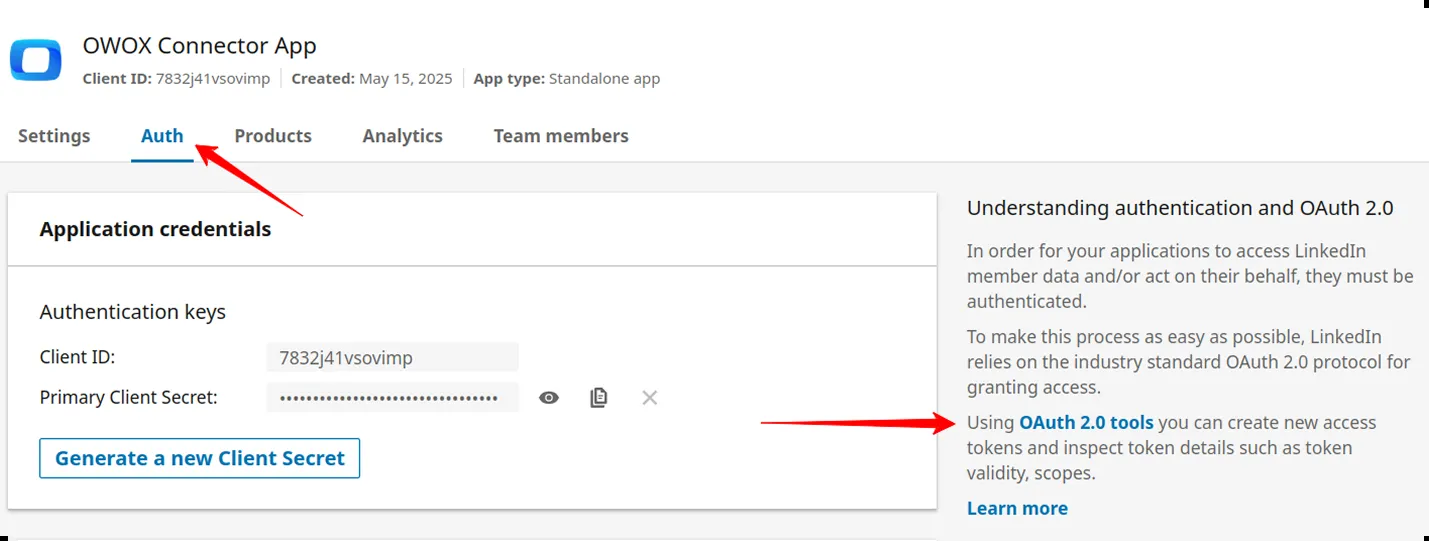 OWOX Connector App
Client ID: 7832j41vsovimp Created: May 15, 2025 App type: Standalone app
Settings Auth Products Analytics Team members
Application credentials
Authentication keys
Client ID: 7832j41vsovimp
Primary Client Secret: ••••••••••••••••••••••••••••••••
Generate a new Client Secret
Understanding authentication and OAuth 2.0
In order for your applications to access LinkedIn
member data and/or act on their behalf, they must be
authenticated.
To make this process as easy as possible, LinkedIn
relies on the industry standard OAuth 2.0 protocol for
granting access.
Using OAuth 2.0 tools you can create new access
tokens and inspect token details such as token
validity, scopes.
Learn more